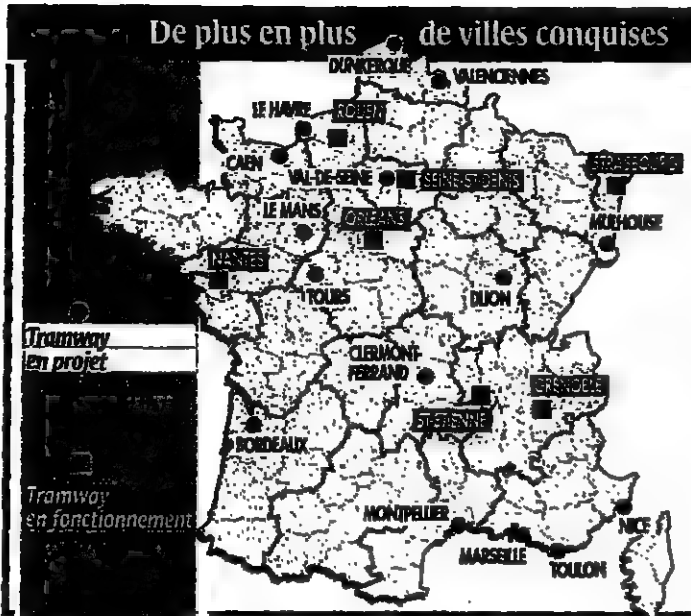 De plus en plus de villes conquises
DUNKERQUE
VALENCIENNES
LE HAVRE
ROUEN
CAEN
VAL-DE-SEINE
SEINE-ST-DENIS
STRASBOURG
LE MANS
ORLEANS
MULHOUSE
NANTES
TOURS
DIJON
Tramway
en projet
CLERMONT-
FERRAND
GRENOBLE
ST-ETIENNE
BORDEAUX
Tramway
en fonctionnement
MONTPELLIER
NICE
MARSEILLE
TOULON